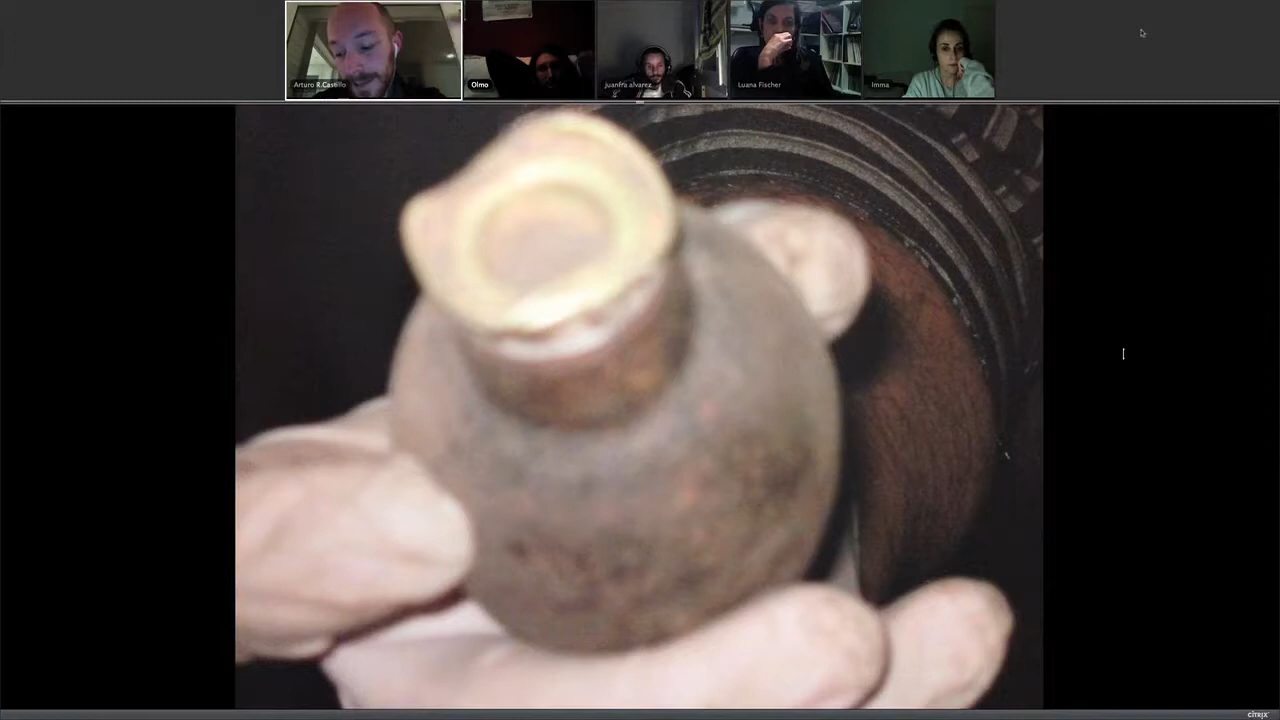 Arturo R.Castillo
Olmo
juanfra alvarez
Luana Fischer
Imma
CITRIX